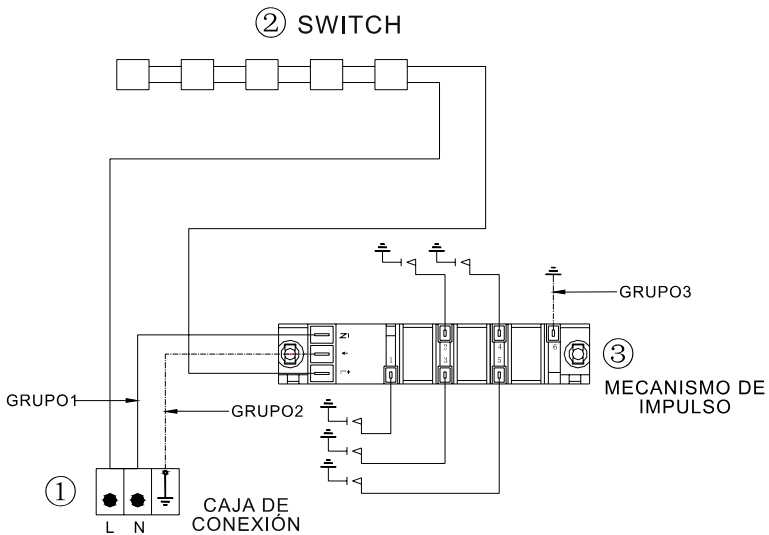 ② SWITCH
GRUPO3
N
2
4
6
1
3
5
L
③
MECANISMO DE
IMPULSO
GRUPO1
GRUPO2
①
CAJA DE
CONEXIÓN
L N